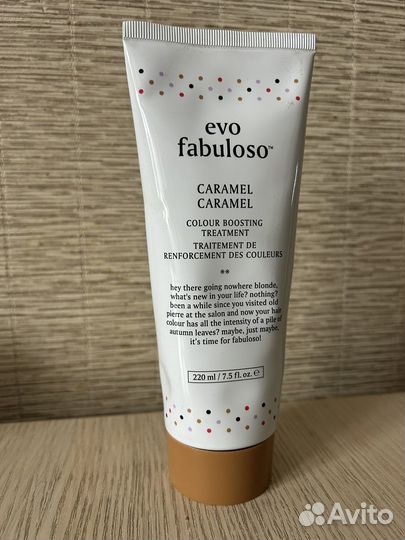 evo
fabuloso™
CARAMEL
CARAMEL
COLOUR BOOSTING
TREATMENT
TRAITEMENT DE
RENFORCEMENT DES COULEURS
**
hey there going nowhere blonde,
what's new in your life? nothing?
been a while since you visited old
pierre at the salon and now your hair
colour has all the intensity of a pile of
autumn leaves? maybe, just maybe,
it's time for fabuloso!
220 ml / 7.5 fl. oz. ℮
Avito